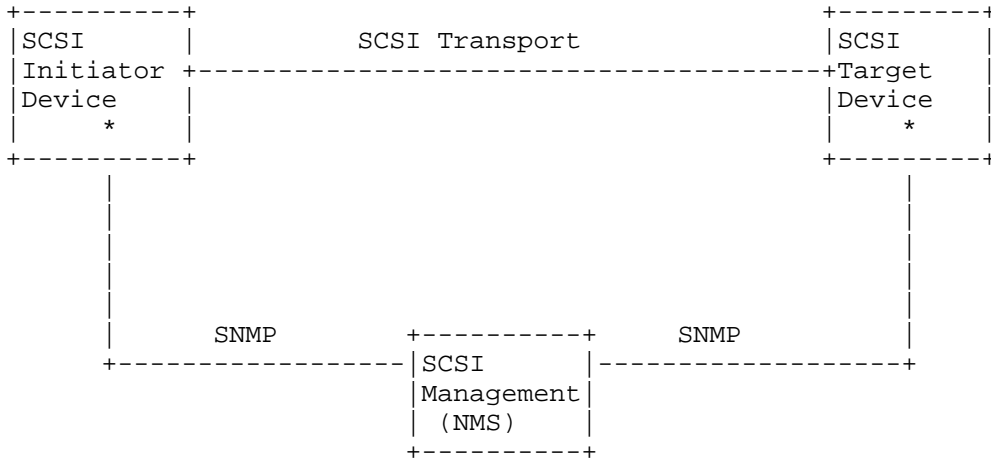 SCSI
Initiator
Device
*
SCSI Transport
SCSI
Target
Device
*
SNMP
SNMP
SCSI
Management
(NMS)